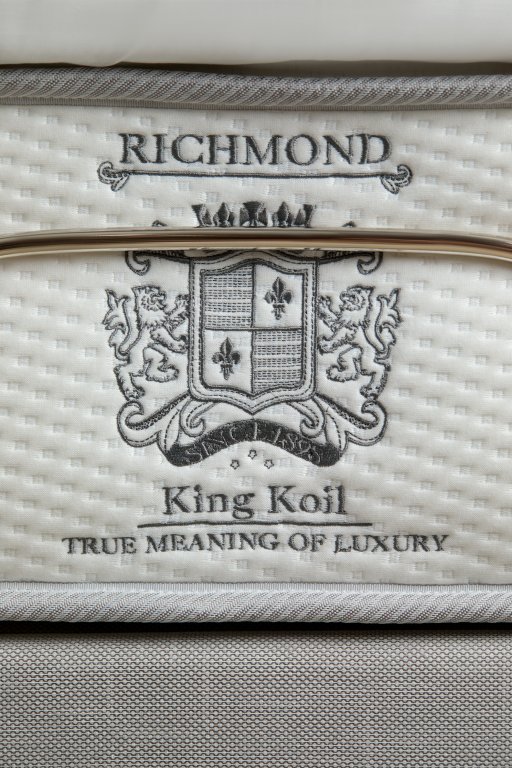 RICHMOND
SINCE 1898
King Koil
TRUE MEANING OF LUXURY